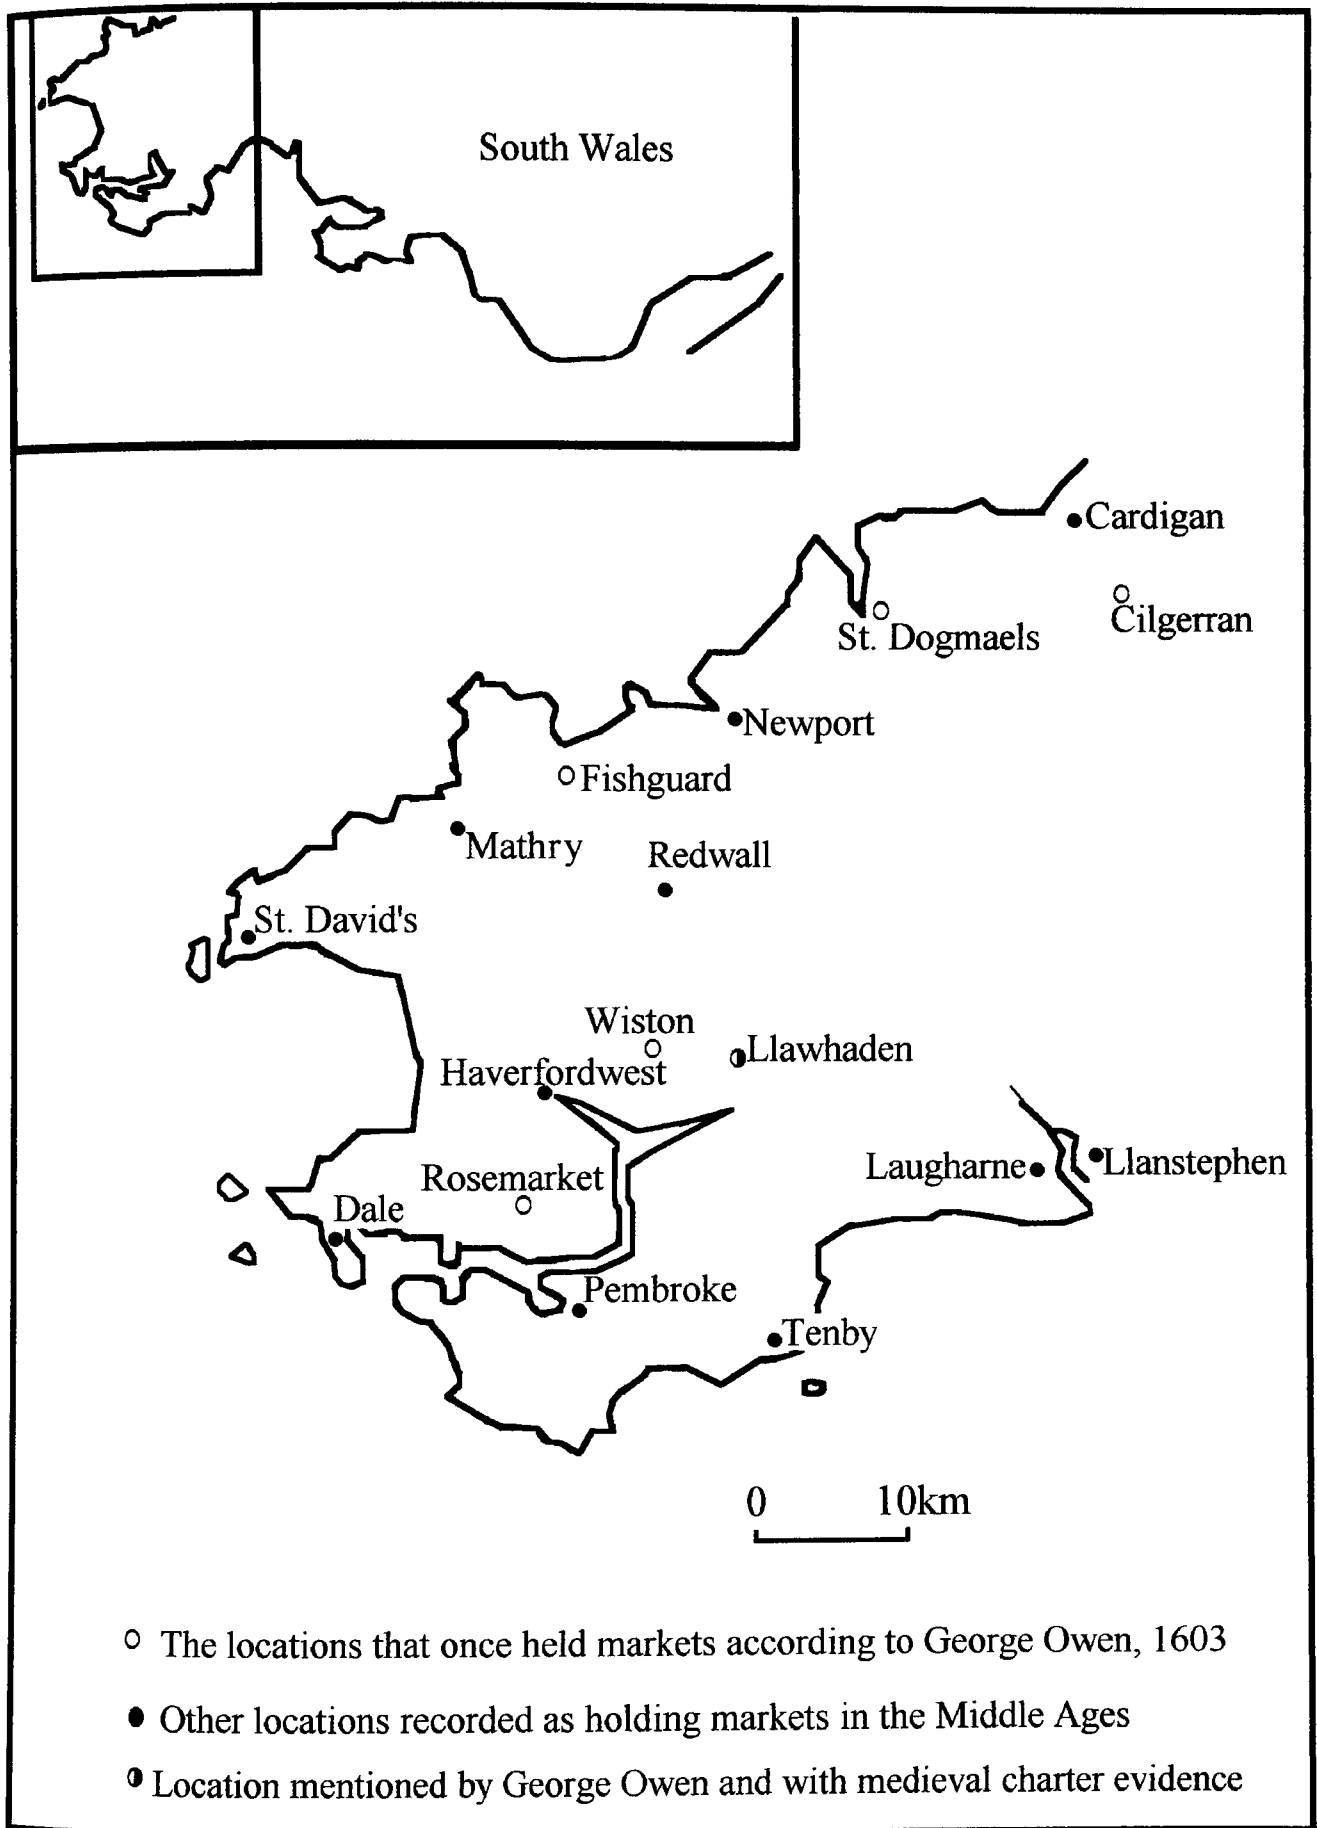 South Wales
Cardigan
Cilgerran
St. Dogmaels
Newport
Fishguard
Mathry
Redwall
St. David's
Wiston
Llawhaden
Haverfordwest
Laugharne
Llanstephen
Rosemarket
Dale
Pembroke
Tenby
0 10km
The locations that once held markets according to George Owen, 1603
Other locations recorded as holding markets in the Middle Ages
Location mentioned by George Owen and with medieval charter evidence